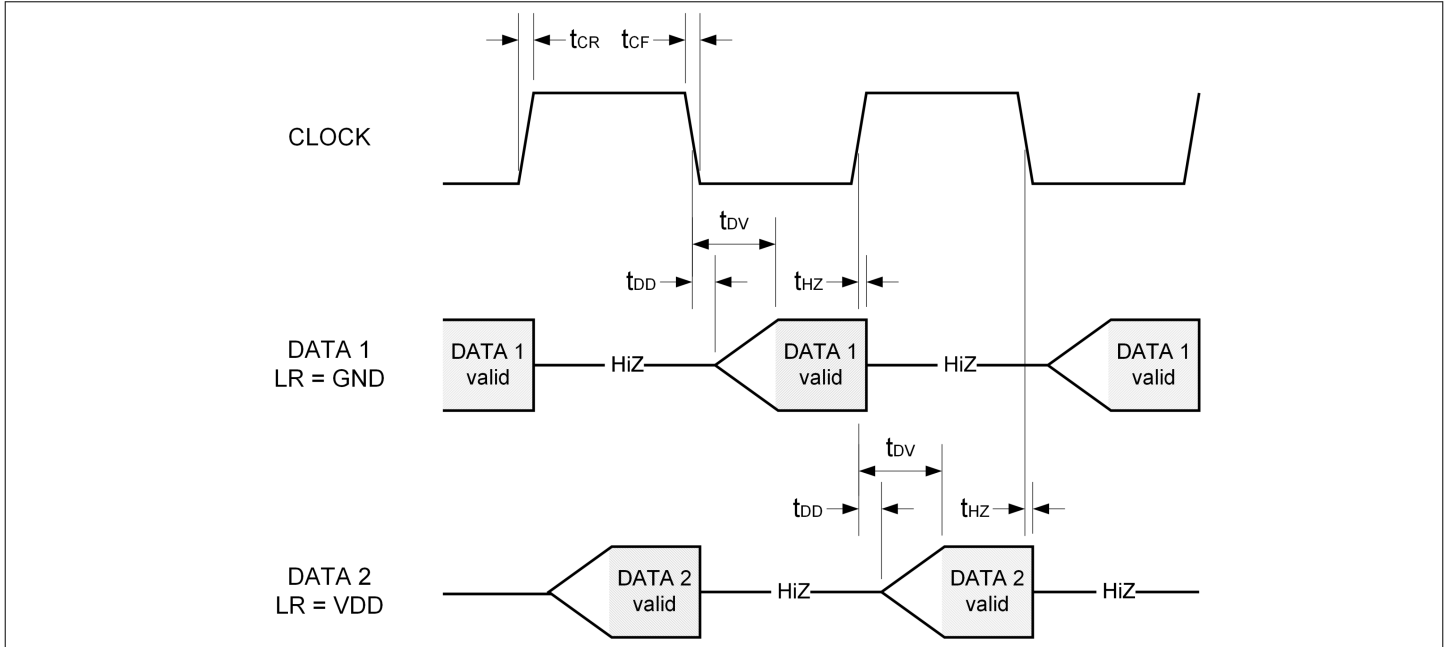 tCR tCF
CLOCK
tDV
tDD tHZ
DATA 1
LR = GND
DATA 1
valid
HiZ
DATA 1
valid
HiZ
DATA 1
valid
tDV
tDD tHZ
DATA 2
LR = VDD
DATA 2
valid
HiZ
DATA 2
valid
HiZ